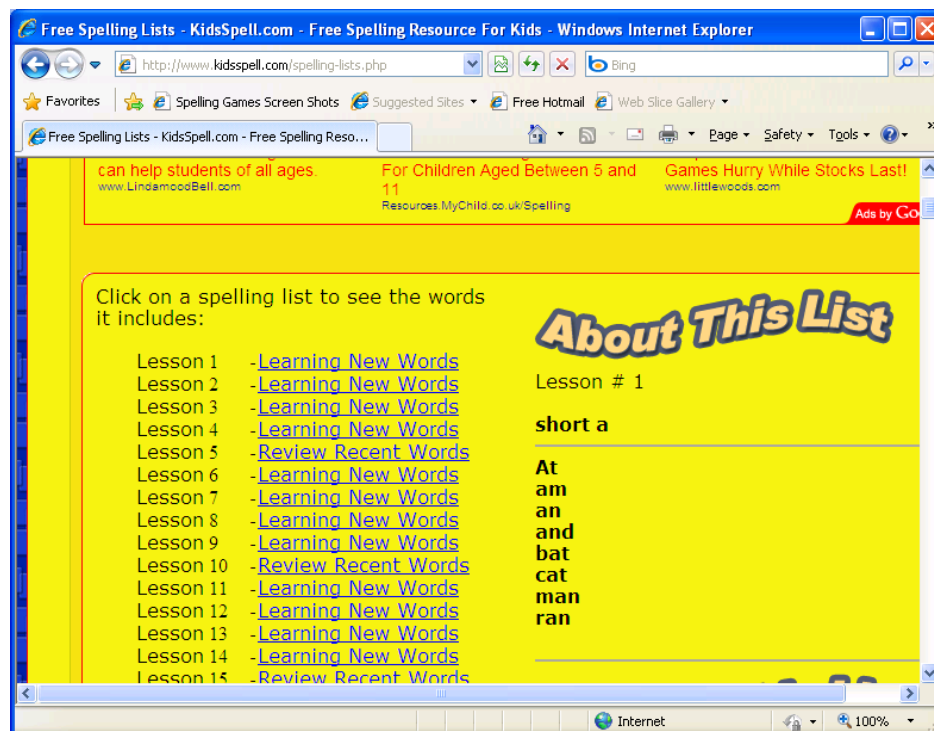 Free Spelling Lists - KidsSpell.com - Free Spelling Resource For Kids - Windows Internet Explorer
http://www.kidsspell.com/spelling-lists.php
Bing
Favorites Spelling Games Screen Shots Suggested Sites Free Hotmail Web Slice Gallery
Free Spelling Lists - KidsSpell.com - Free Spelling Reso...
Page Safety Tools
»
can help students of all ages.
www.LindamoodBell.com
For Children Aged Between 5 and
11
Resources.MyChild.co.uk/Spelling
Games Hurry While Stocks Last!
www.littlewoods.com
Ads by Go
Click on a spelling list to see the words
it includes:
Lesson 1 -Learning New Words
Lesson 2 -Learning New Words
Lesson 3 -Learning New Words
Lesson 4 -Learning New Words
Lesson 5 -Review Recent Words
Lesson 6 -Learning New Words
Lesson 7 -Learning New Words
Lesson 8 -Learning New Words
Lesson 9 -Learning New Words
Lesson 10 -Review Recent Words
Lesson 11 -Learning New Words
Lesson 12 -Learning New Words
Lesson 13 -Learning New Words
Lesson 14 -Learning New Words
Lesson 15 -Review Recent Words
About This List
Lesson # 1
short a
At
am
an
and
bat
cat
man
ran
Internet
100%